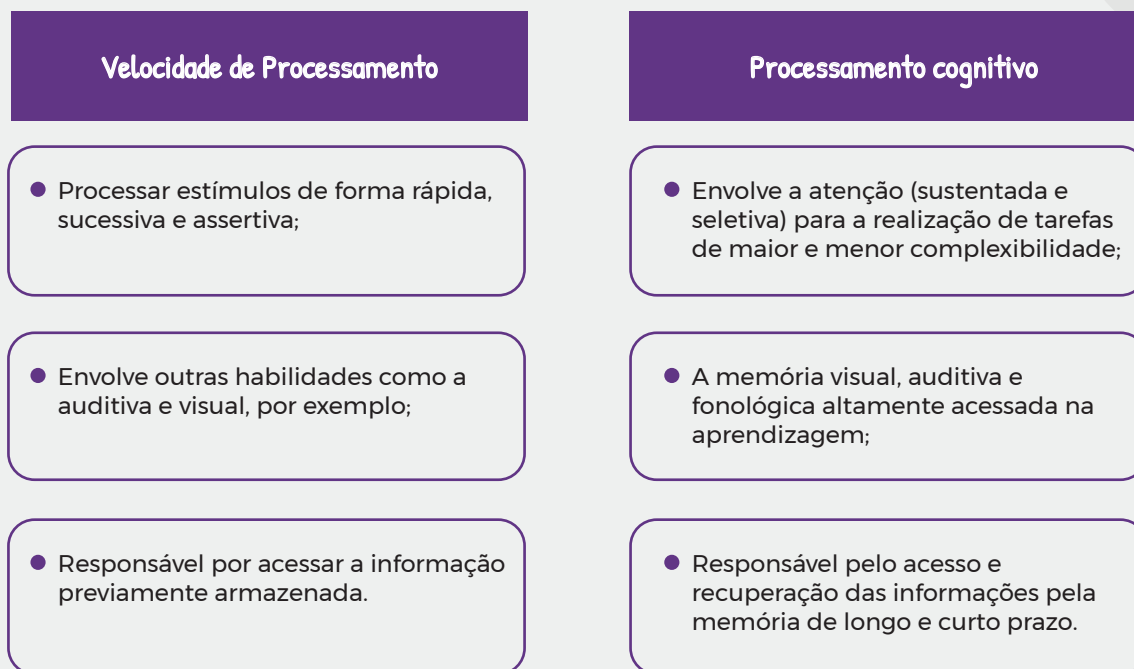 Velocidade de Processamento
Processar estímulos de forma rápida,
sucessiva e assertiva;
Envolve outras habilidades como a
auditiva e visual, por exemplo;
Responsável por acessar a informação
previamente armazenada.
Processamento cognitivo
Envolve a atenção (sustentada e
seletiva) para a realização de tarefas
de maior e menor complexibilidade;
A memória visual, auditiva e
fonológica altamente acessada na
aprendizagem;
Responsável pelo acesso e
recuperação das informações pela
memória de longo e curto prazo.